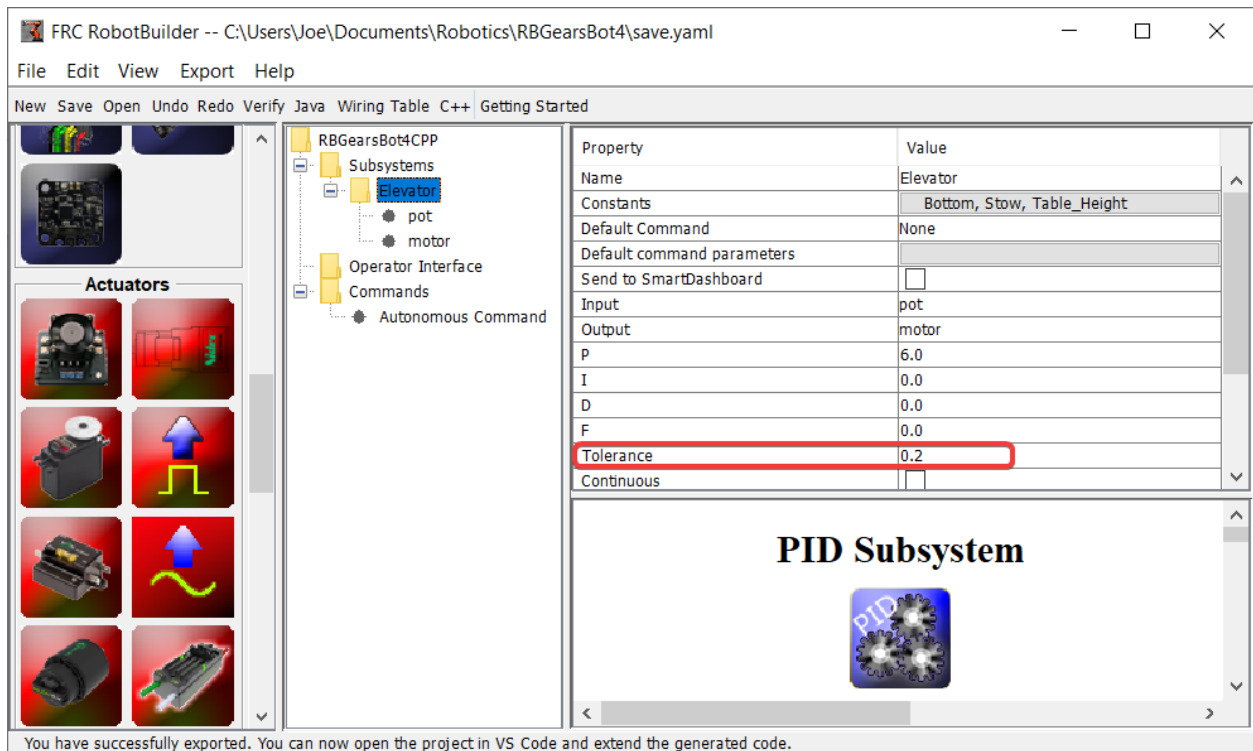 FRC RobotBuilder -- C:\Users\Joe\Documents\Robotics\RBGearsBot4\save.yaml
File Edit View Export Help
New Save Open Undo Redo Verify Java Wiring Table C++ Getting Started
Actuators
RBGearsBot4CPP
Subsystems
Elevator
pot
motor
Operator Interface
Commands
Autonomous Command
Property Value
Name Elevator
Constants Bottom, Stow, Table_Height
Default Command None
Default command parameters
Send to SmartDashboard
Input pot
Output motor
P 6.0
I 0.0
D 0.0
F 0.0
Tolerance 0.2
Continuous
PID Subsystem
PID
You have successfully exported. You can now open the project in VS Code and extend the generated code.